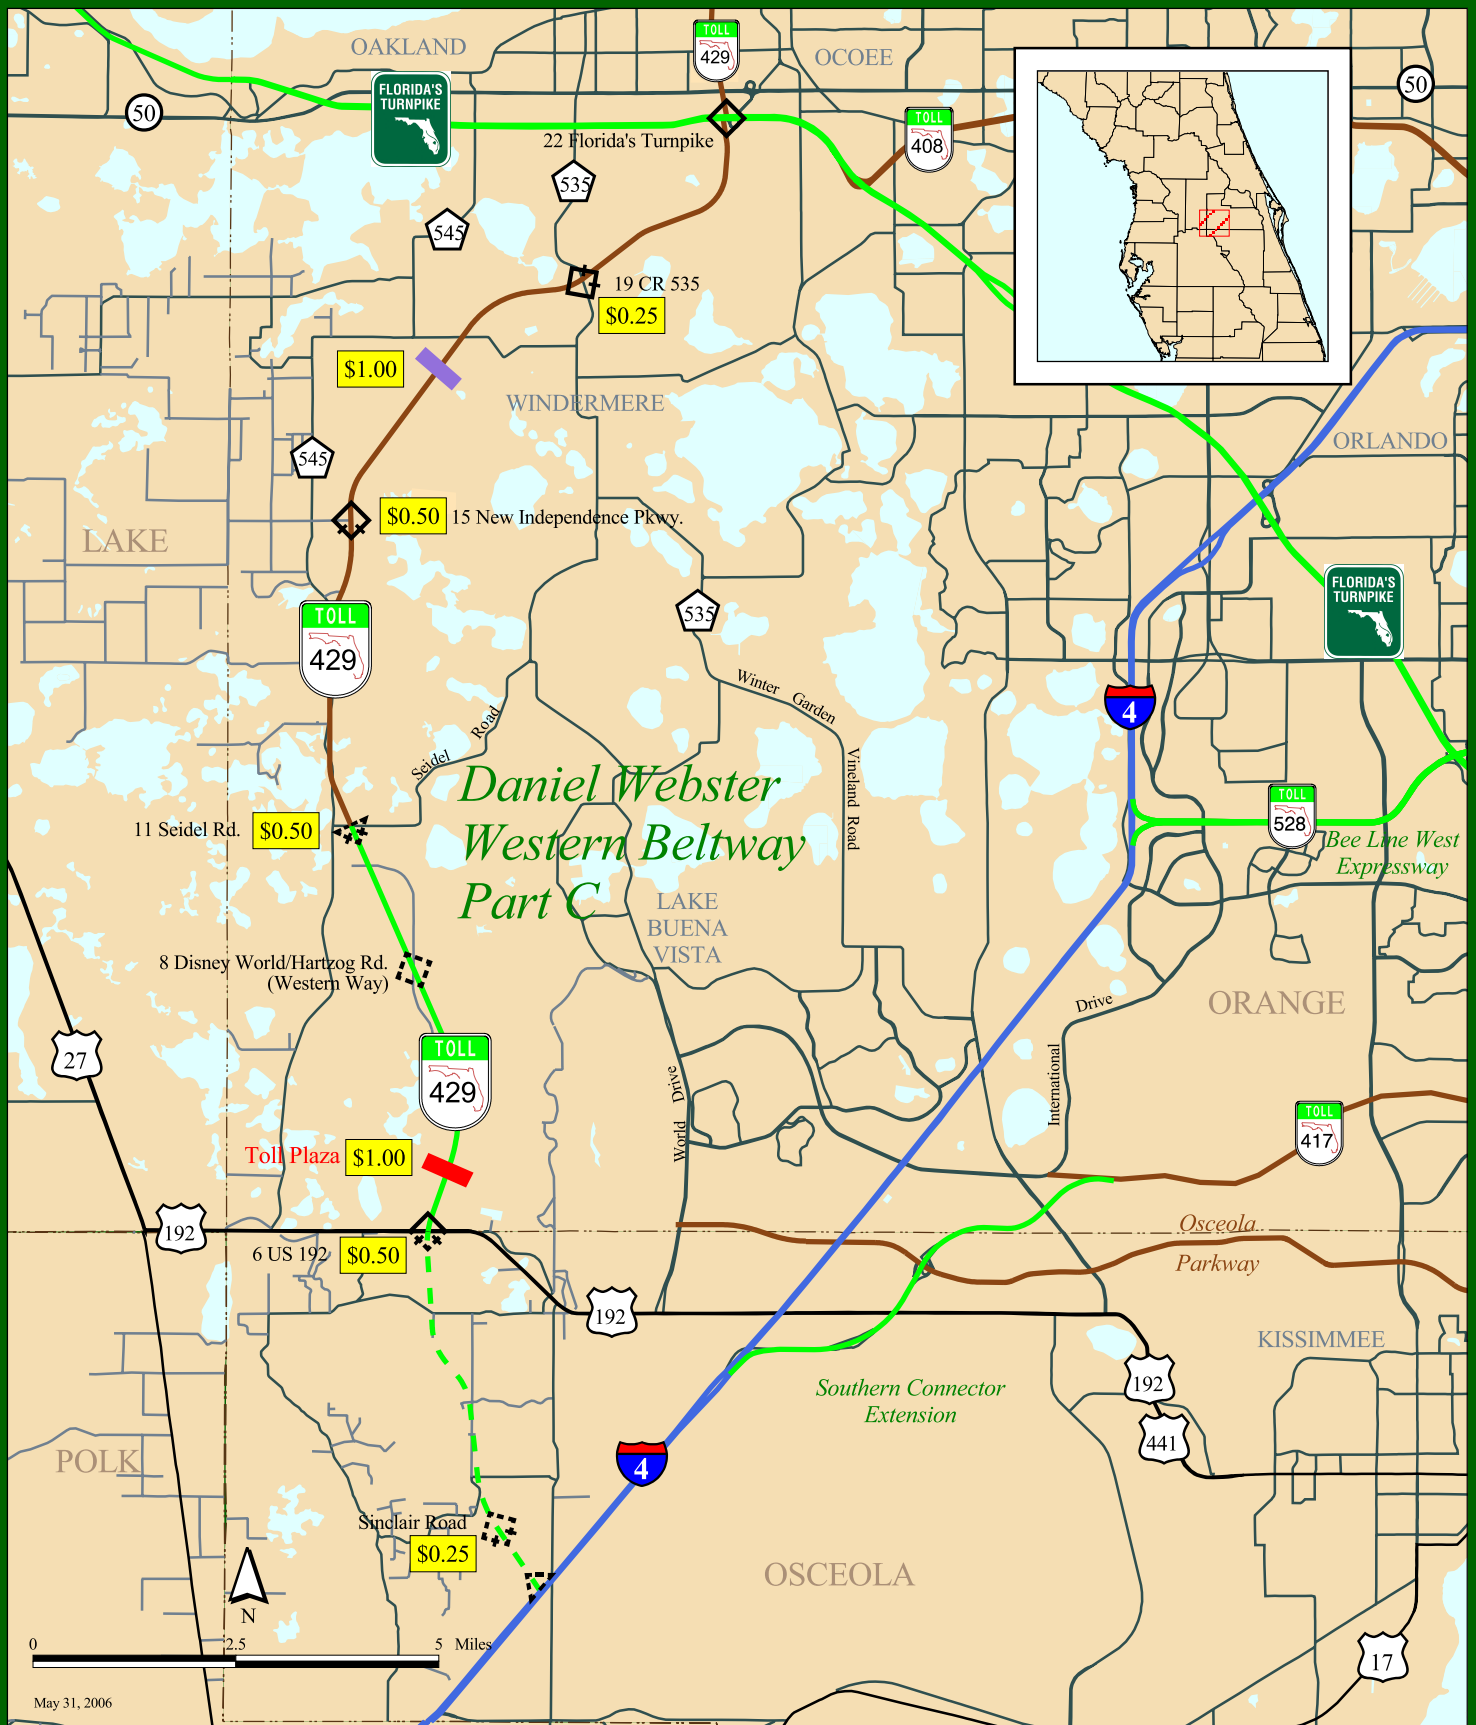 OAKLAND
TOLL
429
OCOEE
50
FLORIDA'S
TURNPIKE
50
22 Florida's Turnpike
TOLL
408
535
545
19 CR 535
$0.25
$1.00
WINDERMERE
ORLANDO
545
$0.50
15 New Independence Pkwy.
LAKE
FLORIDA'S
TURNPIKE
TOLL
429
535
Winter Garden
Vineland Road
4
Seidel Road
Daniel Webster
Western Beltway
Part C
11 Seidel Rd.
$0.50
TOLL
528
Bee Line West
Expressway
LAKE
BUENA
VISTA
8 Disney World/Hartzog Rd.
(Western Way)
ORANGE
Drive
International
27
TOLL
429
World Drive
TOLL
417
Toll Plaza
$1.00
192
6 US 192
$0.50
Osceola
Parkway
192
KISSIMMEE
192
Southern Connector
Extension
441
POLK
4
Sinclair Road
$0.25
OSCEOLA
N
0
2.5
5 Miles
17
May 31, 2006